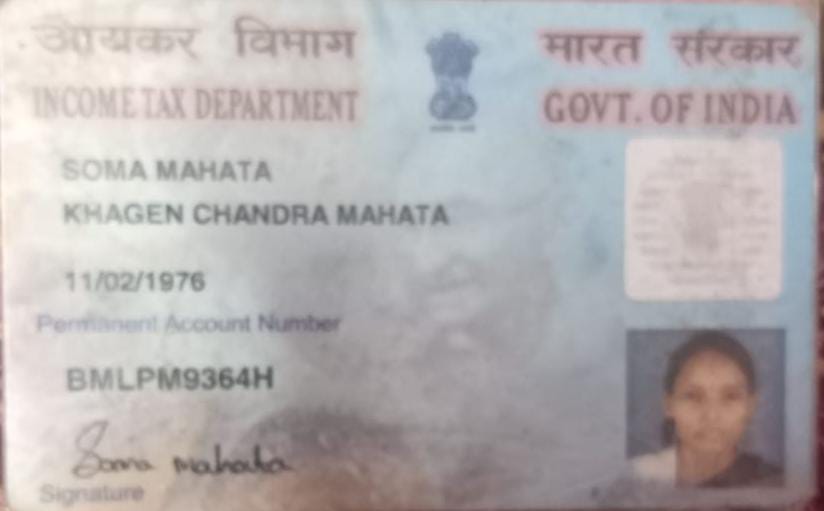 आयकर विभाग
भारत सरकार
INCOME TAX DEPARTMENT
GOVT. OF INDIA
SOMA MAHATA
KHAGEN CHANDRA MAHATA
11/02/1976
Permanent Account Number
BMLPM9364H
Soma Mahata
Signature